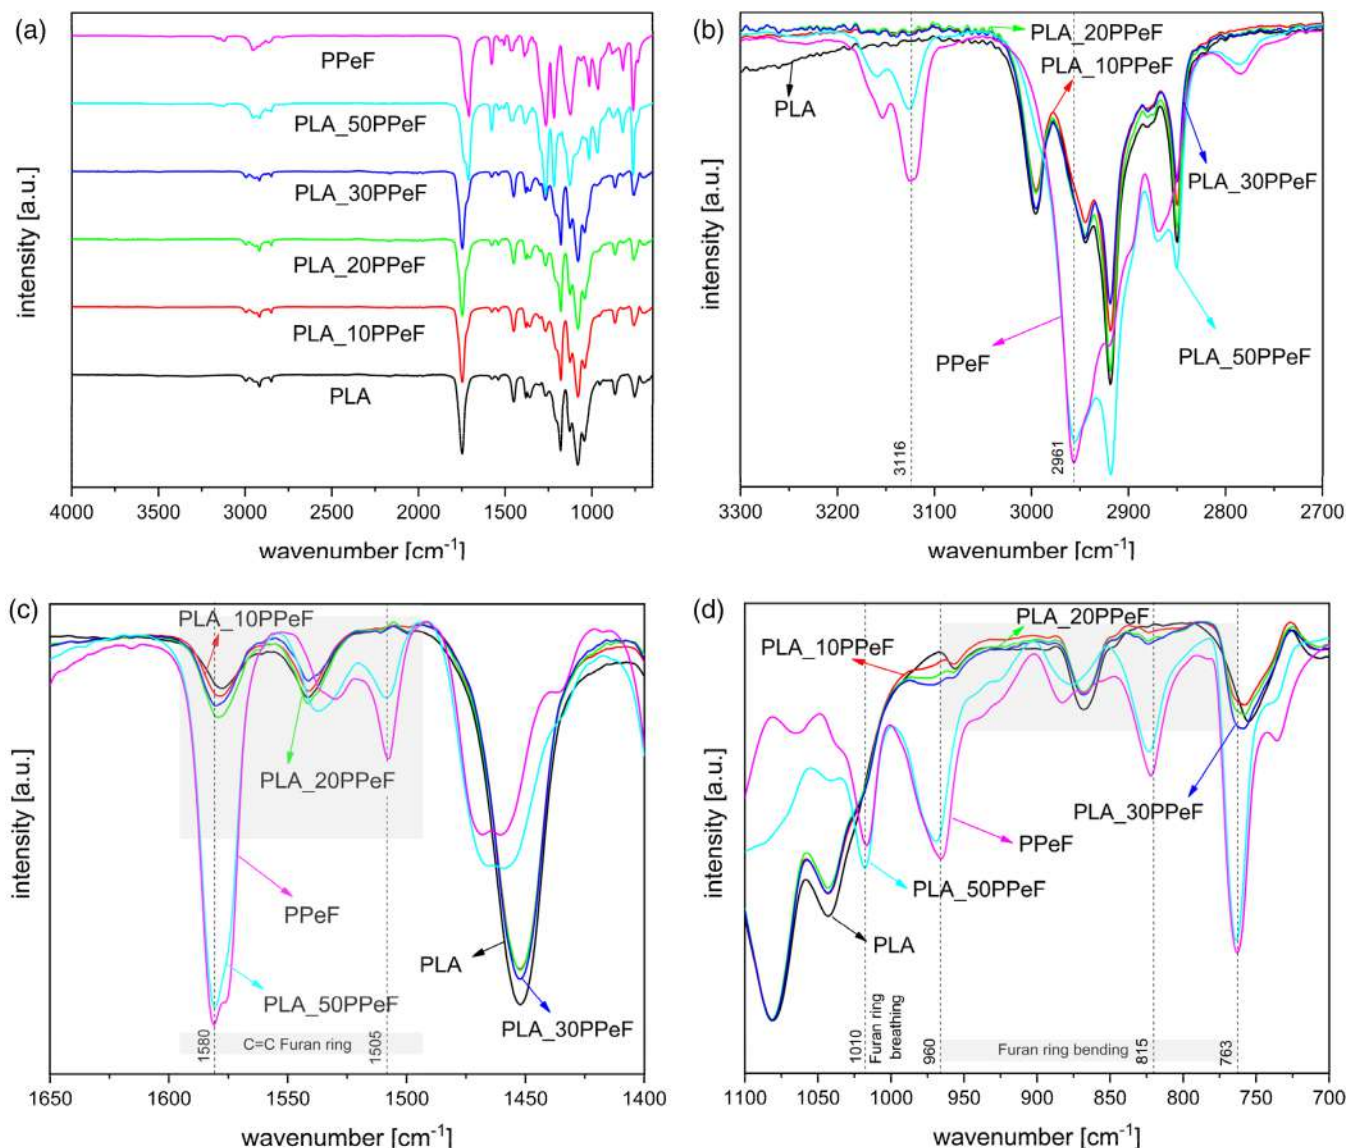 (a)
PPeF
PLA_50PPeF
PLA_30PPeF
PLA_20PPeF
PLA_10PPeF
PLA
intensity [a.u.]
4000 3500 3000 2500 2000 1500 1000
wavenumber [cm⁻¹]
(b)
PLA_20PPeF
PLA_10PPeF
PLA
PLA_30PPeF
PPeF
PLA_50PPeF
3116
2961
intensity [a.u.]
3300 3200 3100 3000 2900 2800 2700
wavenumber [cm⁻¹]
(c)
PLA_10PPeF
PLA_20PPeF
PPeF
PLA
PLA_50PPeF
PLA_30PPeF
1580
C=C Furan ring
1505
intensity [a.u.]
1650 1600 1550 1500 1450 1400
wavenumber [cm⁻¹]
(d)
PLA_20PPeF
PLA_10PPeF
PLA_30PPeF
PPeF
PLA_50PPeF
PLA
1010
Furan ring
breathing
960
Furan ring bending
815
763
intensity [a.u.]
1100 1050 1000 950 900 850 800 750 700
wavenumber [cm⁻¹]